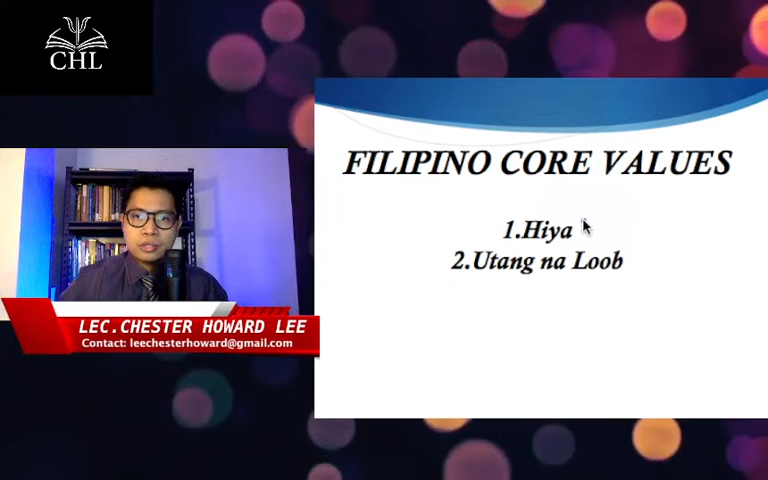 CHL
FILIPINO CORE VALUES
1.Hiya
2.Utang na Loob
LEC.CHESTER HOWARD LEE
Contact: leechesterhoward@gmail.com